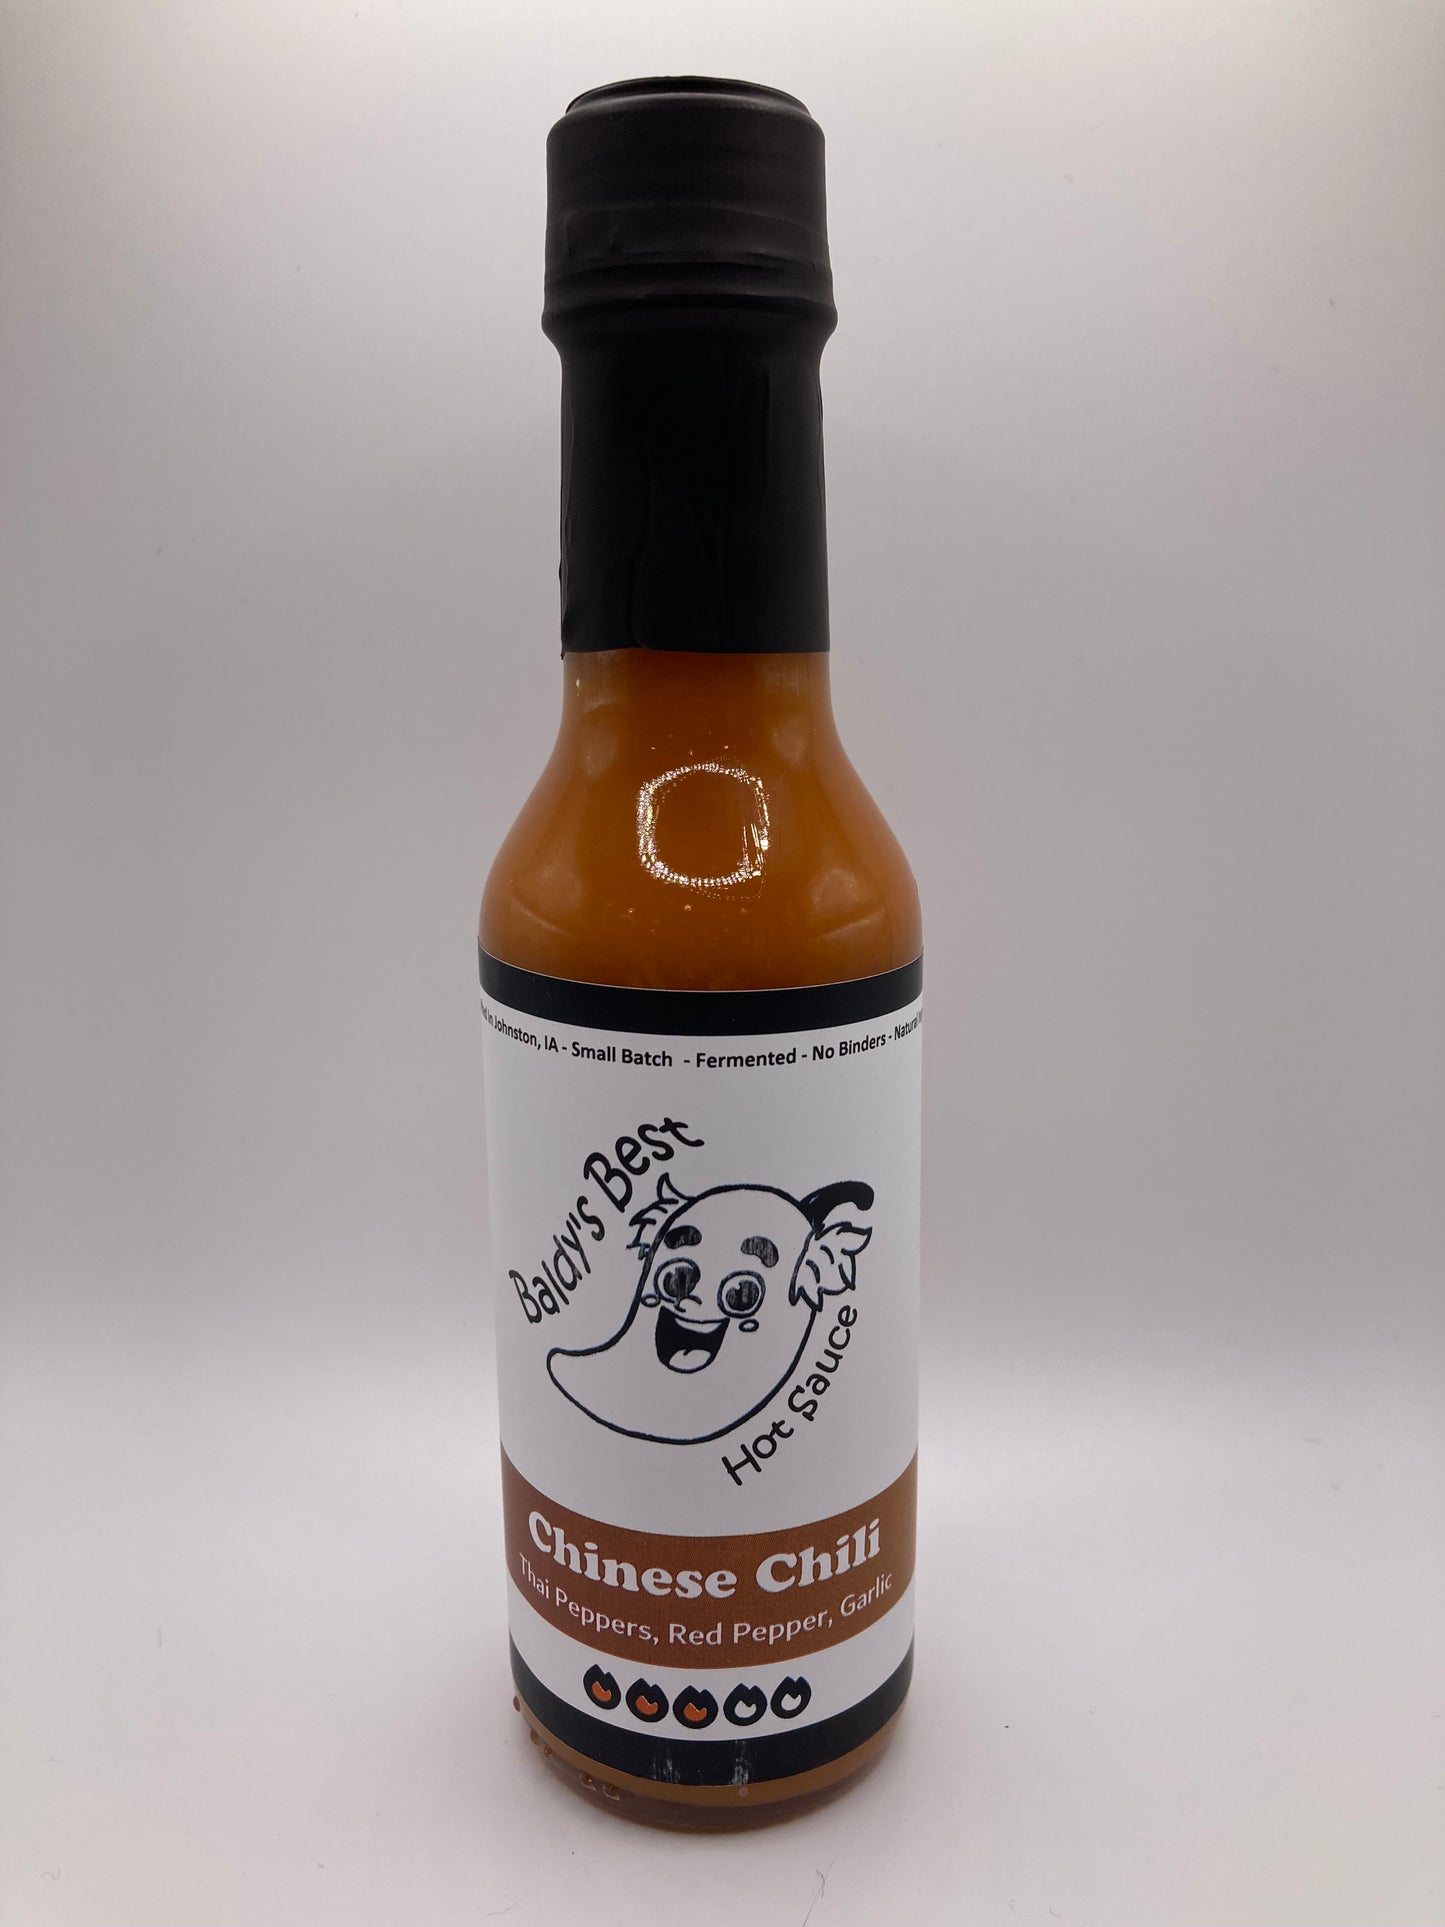 in Johnston, IA - Small Batch - Fermented - No Binders - Natural
Baldy's Best
Hot Sauce
Chinese Chili
Thai Peppers, Red Pepper, Garlic